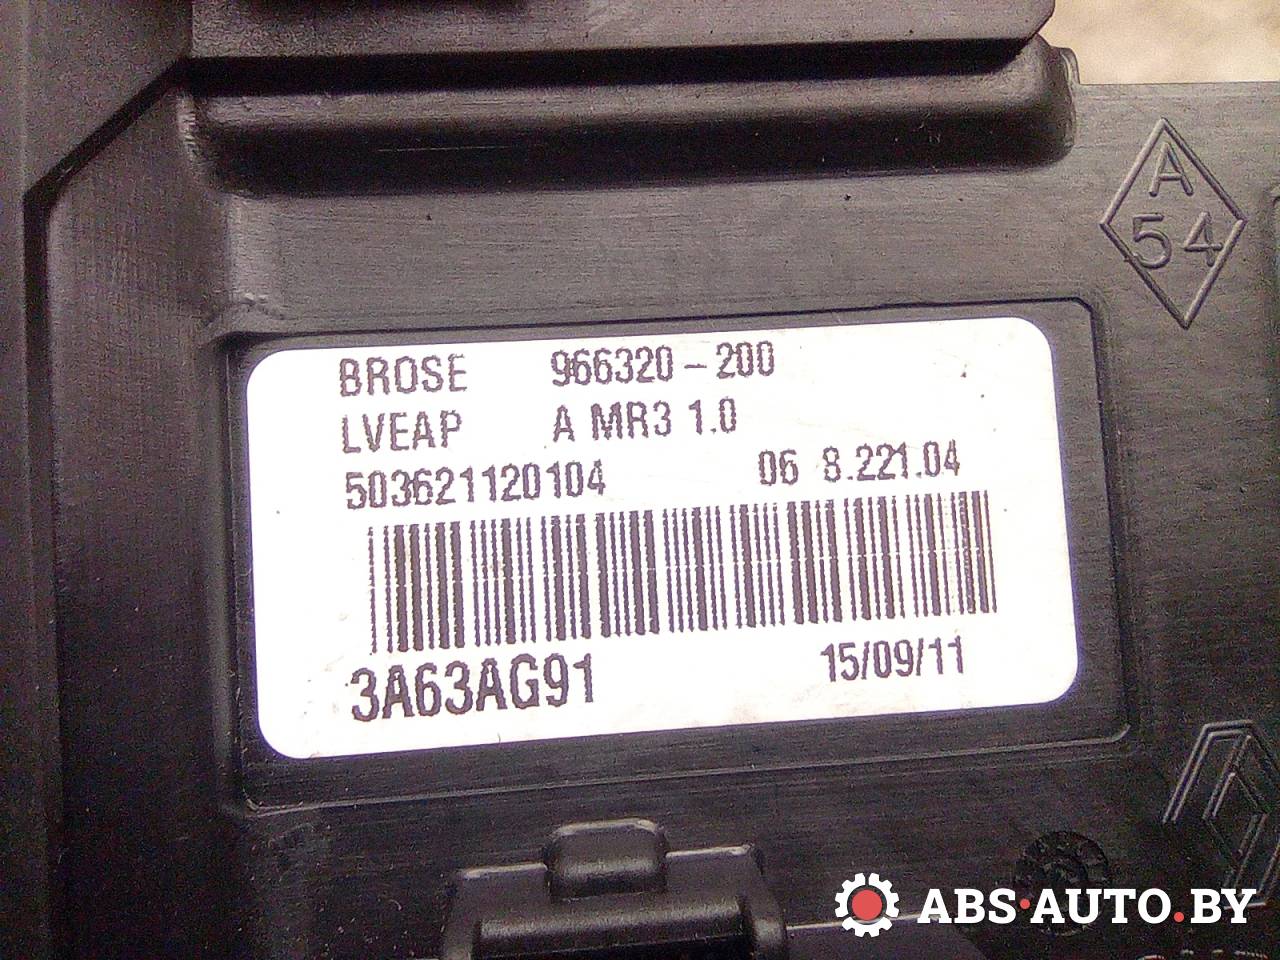 A
54
BROSE 966320-200
LVEAP A MR3 1.0
503621120104 06 8.221.04
3A63AG91 15/09/11
ABS·AUTO.BY